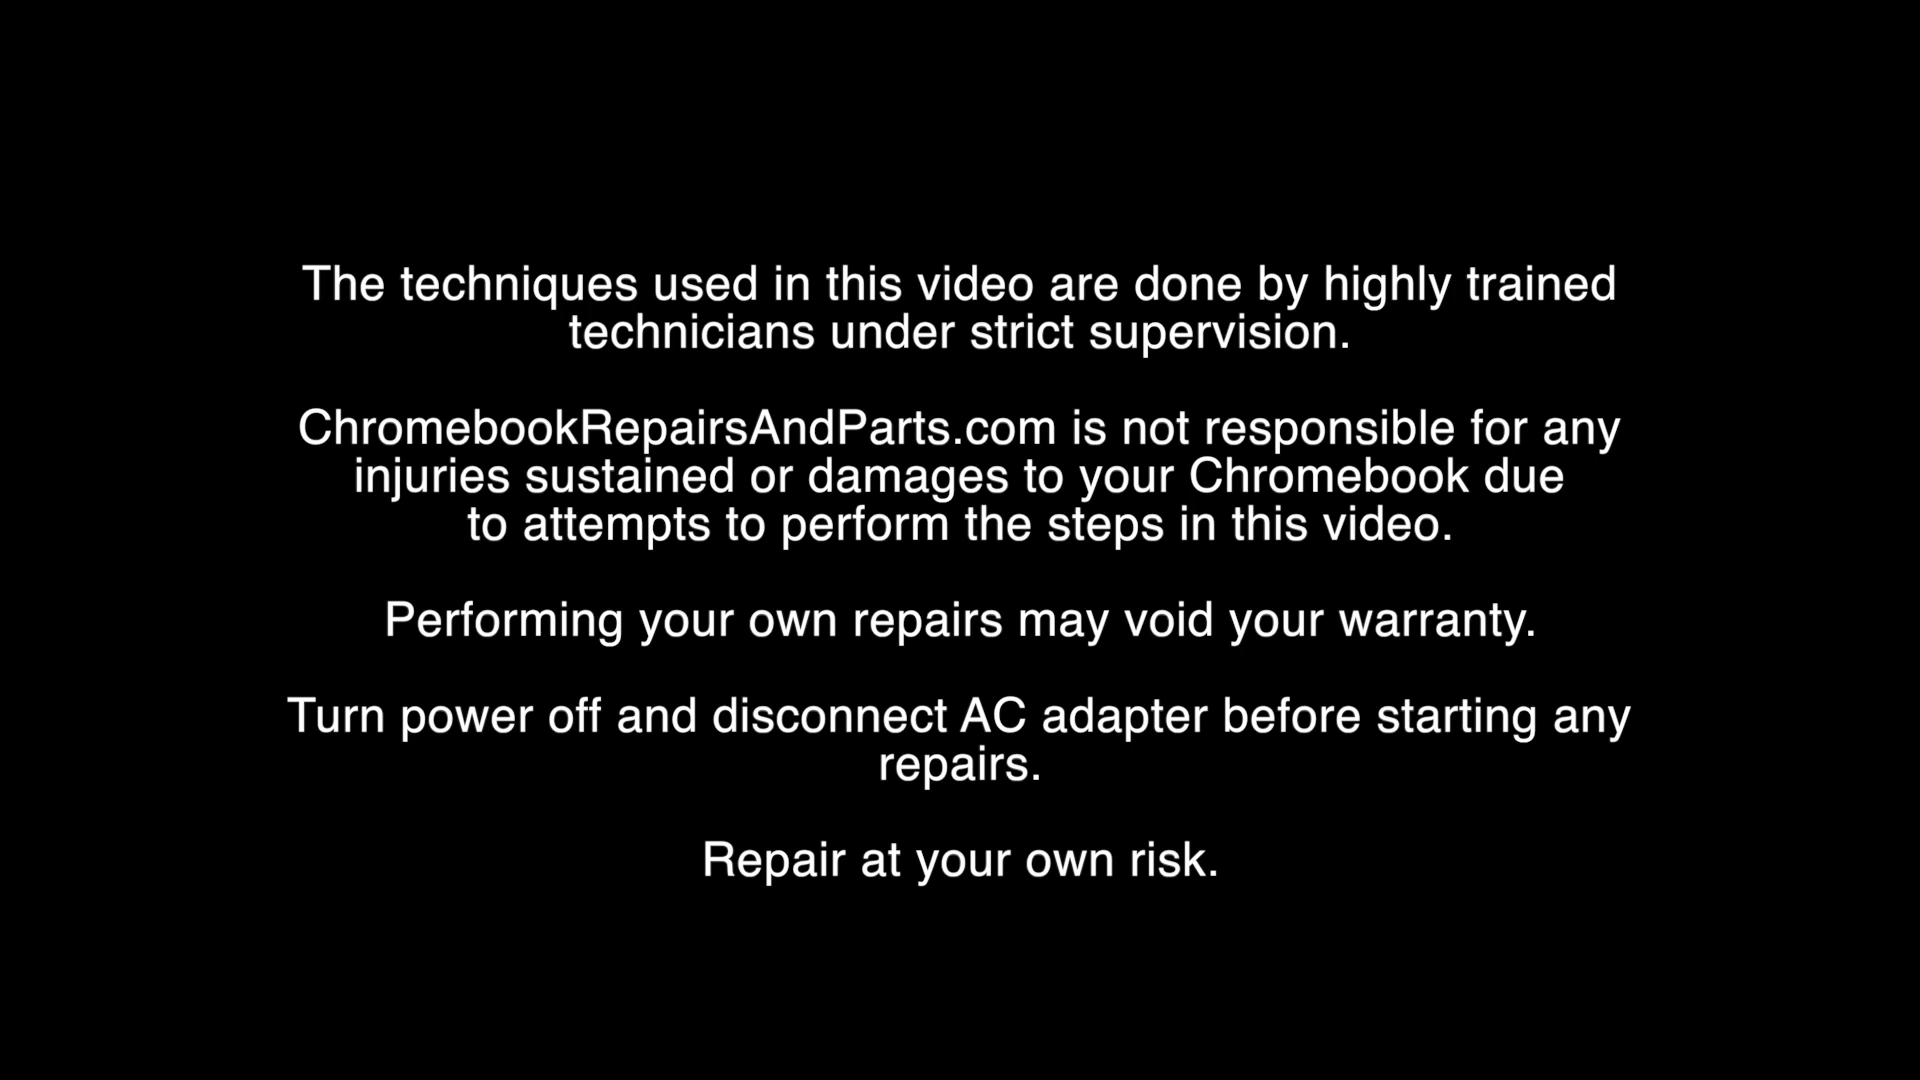 The techniques used in this video are done by highly trained
technicians under strict supervision.
ChromebookRepairsAndParts.com is not responsible for any
injuries sustained or damages to your Chromebook due
to attempts to perform the steps in this video.
Performing your own repairs may void your warranty.
Turn power off and disconnect AC adapter before starting any
repairs.
Repair at your own risk.